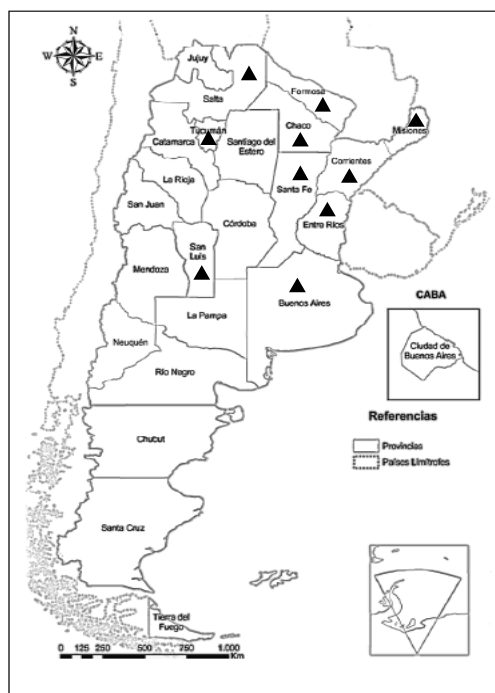 N
W
E
S
Jujuy
Salta
Formosa
Tucumán
Chaco
Misiones
Catamarca
Santiago del
Estero
Corrientes
La Rioja
Santa Fe
San Juan
Córdoba
Entre Ríos
San
Luis
Mendoza
Buenos Aires
CABA
La Pampa
Ciudad de
Buenos Aires
Neuquén
Río Negro
Referencias
Provincias
Países Limítrofes
Chubut
Santa Cruz
Tierra del
Fuego
0 125 250 500 750 1.000
Km